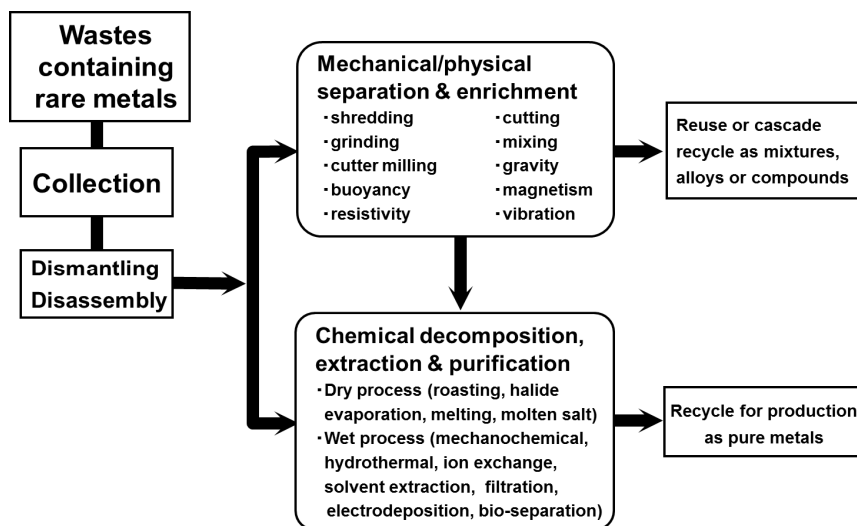 Wastes
containing
rare metals
Collection
Dismantling
Disassembly
Mechanical/physical
separation & enrichment
・shredding ・cutting
・grinding ・mixing
・cutter milling ・gravity
・buoyancy ・magnetism
・resistivity ・vibration
Reuse or cascade
recycle as mixtures,
alloys or compounds
Chemical decomposition,
extraction & purification
・Dry process (roasting, halide
evaporation, melting, molten salt)
・Wet process (mechanochemical,
hydrothermal, ion exchange,
solvent extraction, filtration,
electrodeposition, bio-separation)
Recycle for production
as pure metals